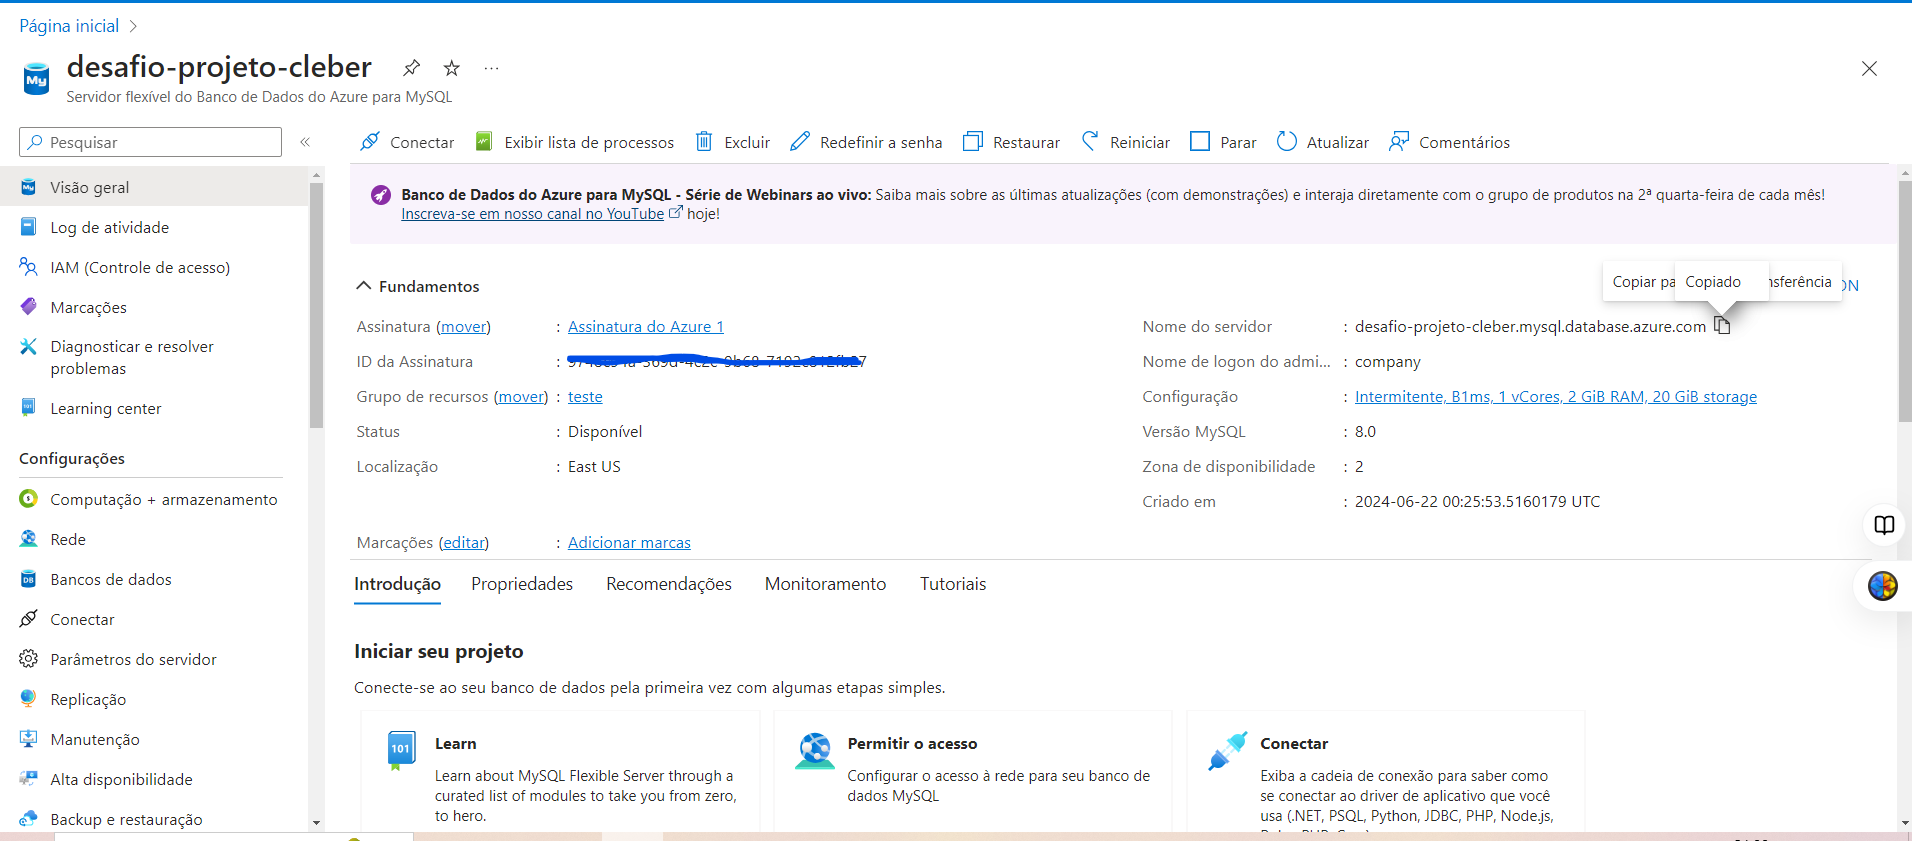 Página inicial
desafio-projeto-cleber
Servidor flexível do Banco de Dados do Azure para MySQL
Pesquisar
Conectar Exibir lista de processos Excluir Redefinir a senha Restaurar Reiniciar Parar Atualizar Comentários
Visão geral
Log de atividade
IAM (Controle de acesso)
Marcações
Diagnosticar e resolver
problemas
Learning center
Configurações
Computação + armazenamento
Rede
Bancos de dados
Conectar
Parâmetros do servidor
Replicação
Manutenção
Alta disponibilidade
Backup e restauração
Banco de Dados do Azure para MySQL - Série de Webinars ao vivo: Saiba mais sobre as últimas atualizações (com demonstrações) e interaja diretamente com o grupo de produtos na 2ª quarta-feira de cada mês!
Inscreva-se em nosso canal no YouTube hoje!
Fundamentos
Copiar pa Copiado nsferência ON
Assinatura (mover) : Assinatura do Azure 1
ID da Assinatura :
Grupo de recursos (mover) : teste
Status : Disponível
Localização : East US
Marcações (editar) : Adicionar marcas
Nome do servidor : desafio-projeto-cleber.mysql.database.azure.com
Nome de logon do admi... : company
Configuração : Intermitente, B1ms, 1 vCores, 2 GiB RAM, 20 GiB storage
Versão MySQL : 8.0
Zona de disponibilidade : 2
Criado em : 2024-06-22 00:25:53.5160179 UTC
Introdução Propriedades Recomendações Monitoramento Tutoriais
Iniciar seu projeto
Conecte-se ao seu banco de dados pela primeira vez com algumas etapas simples.
101
Learn
Learn about MySQL Flexible Server through a
curated list of modules to take you from zero,
to hero.
Permitir o acesso
Configurar o acesso à rede para seu banco de
dados MySQL
Conectar
Exiba a cadeia de conexão para saber como
se conectar ao driver de aplicativo que você
usa (.NET, PSQL, Python, JDBC, PHP, Node.js,